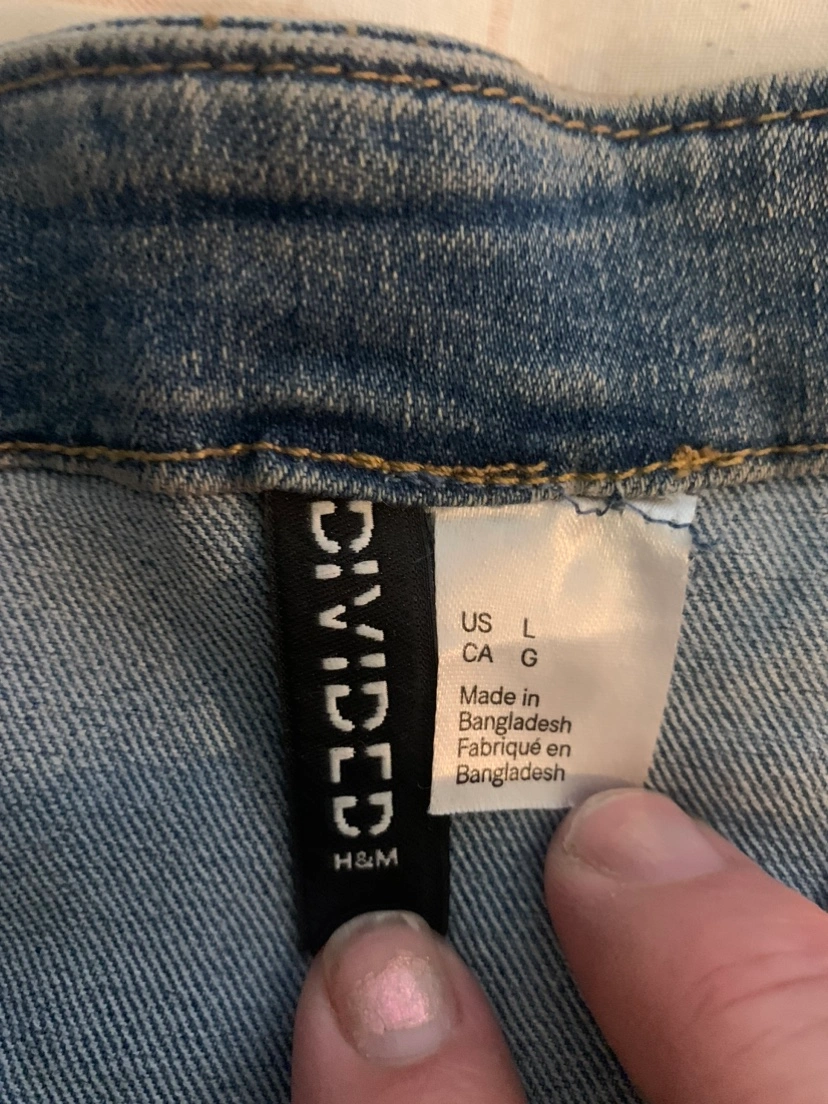 DIVIDED
H&M
US L
CA G
Made in
Bangladesh
Fabriqué en
Bangladesh